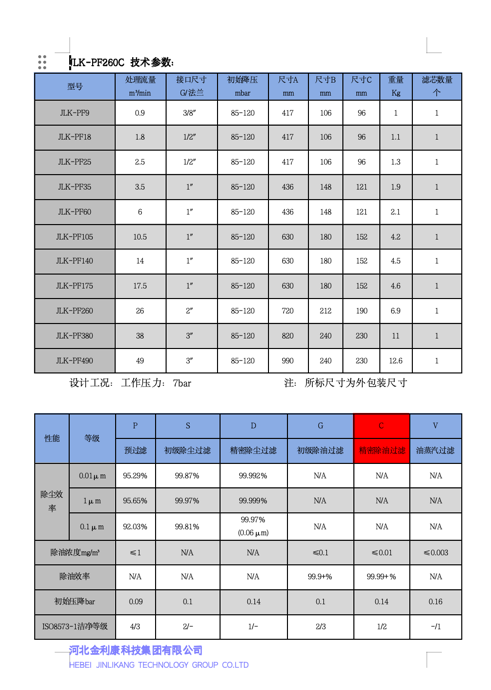 JLK-PF260C 技术参数:
型号 处理流量 m³/min 接口尺寸 G/法兰 初始降压 mbar 尺寸A mm 尺寸B mm 尺寸C mm 重量 Kg 滤芯数量 个
JLK-PF9 0.9 3/8″ 85-120 417 106 96 1 1
JLK-PF18 1.8 1/2″ 85-120 417 106 96 1.1 1
JLK-PF25 2.5 1/2″ 85-120 417 106 96 1.3 1
JLK-PF35 3.5 1″ 85-120 436 148 121 1.9 1
JLK-PF60 6 1″ 85-120 436 148 121 2.1 1
JLK-PF105 10.5 1″ 85-120 630 180 152 4.2 1
JLK-PF140 14 1″ 85-120 630 180 152 4.5 1
JLK-PF175 17.5 1″ 85-120 630 180 152 4.6 1
JLK-PF260 26 2″ 85-120 720 212 190 6.9 1
JLK-PF380 38 3″ 85-120 820 240 230 11 1
JLK-PF490 49 3″ 85-120 990 240 230 12.6 1
设计工况: 工作压力: 7bar 注: 所标尺寸为外包装尺寸
性能 等级 P S D G C V
预过滤 初级除尘过滤 精密除尘过滤 初级除油过滤 精密除油过滤 油蒸汽过滤
除尘效率 0.01μm 95.29% 99.87% 99.992% N/A N/A N/A
1μm 95.65% 99.97% 99.999% N/A N/A N/A
0.1μm 92.03% 99.81% 99.97% (0.06μm) N/A N/A N/A
除油浓度mg/m³ ≤1 N/A N/A ≤0.1 ≤0.01 ≤0.003
除油效率 N/A N/A N/A 99.9+% 99.99+% N/A
初始压降bar 0.09 0.1 0.14 0.1 0.14 0.16
ISO8573-1洁净等级 4/3 2/- 1/- 2/3 1/2 -/1
河北金利康科技集团有限公司
HEBEI JINLIKANG TECHNOLOGY GROUP CO.LTD